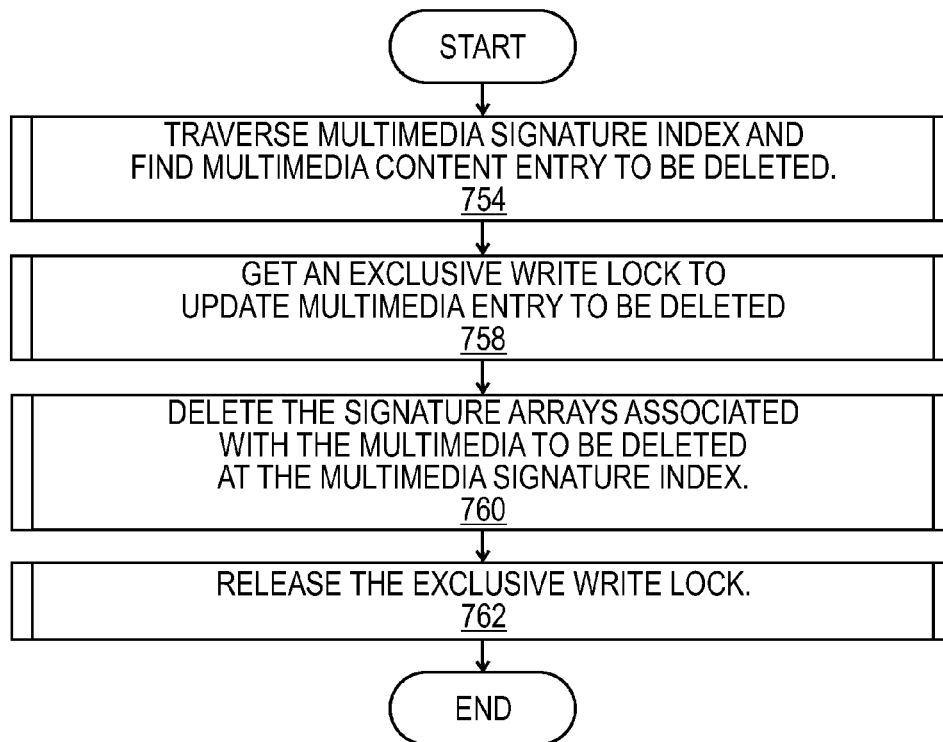 START
TRAVERSE MULTIMEDIA SIGNATURE INDEX AND
FIND MULTIMEDIA CONTENT ENTRY TO BE DELETED.
754
GET AN EXCLUSIVE WRITE LOCK TO
UPDATE MULTIMEDIA ENTRY TO BE DELETED
758
DELETE THE SIGNATURE ARRAYS ASSOCIATED
WITH THE MULTIMEDIA TO BE DELETED
AT THE MULTIMEDIA SIGNATURE INDEX.
760
RELEASE THE EXCLUSIVE WRITE LOCK.
762
END